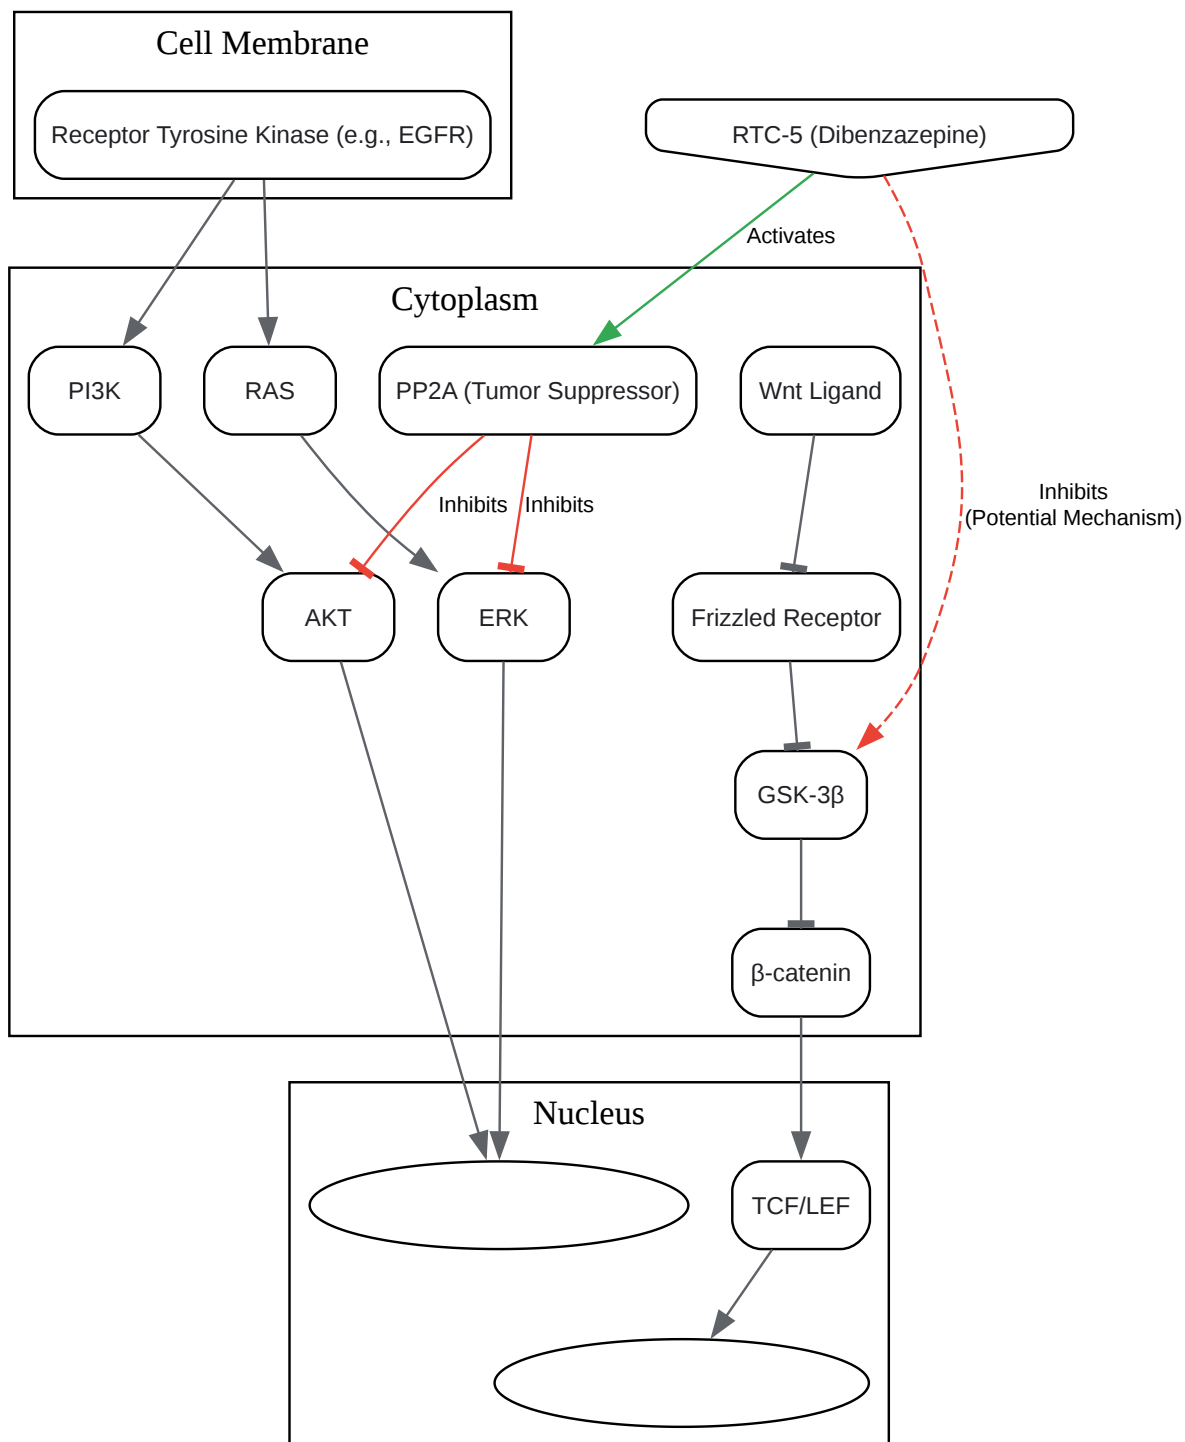 Cell Membrane
Receptor Tyrosine Kinase (e.g., EGFR)
RTC-5 (Dibenzazepine)
Activates
Cytoplasm
PI3K
RAS
PP2A (Tumor Suppressor)
Wnt Ligand
Inhibits
Inhibits
Inhibits
(Potential Mechanism)
AKT
ERK
Frizzled Receptor
GSK-3β
β-catenin
Nucleus
TCF/LEF